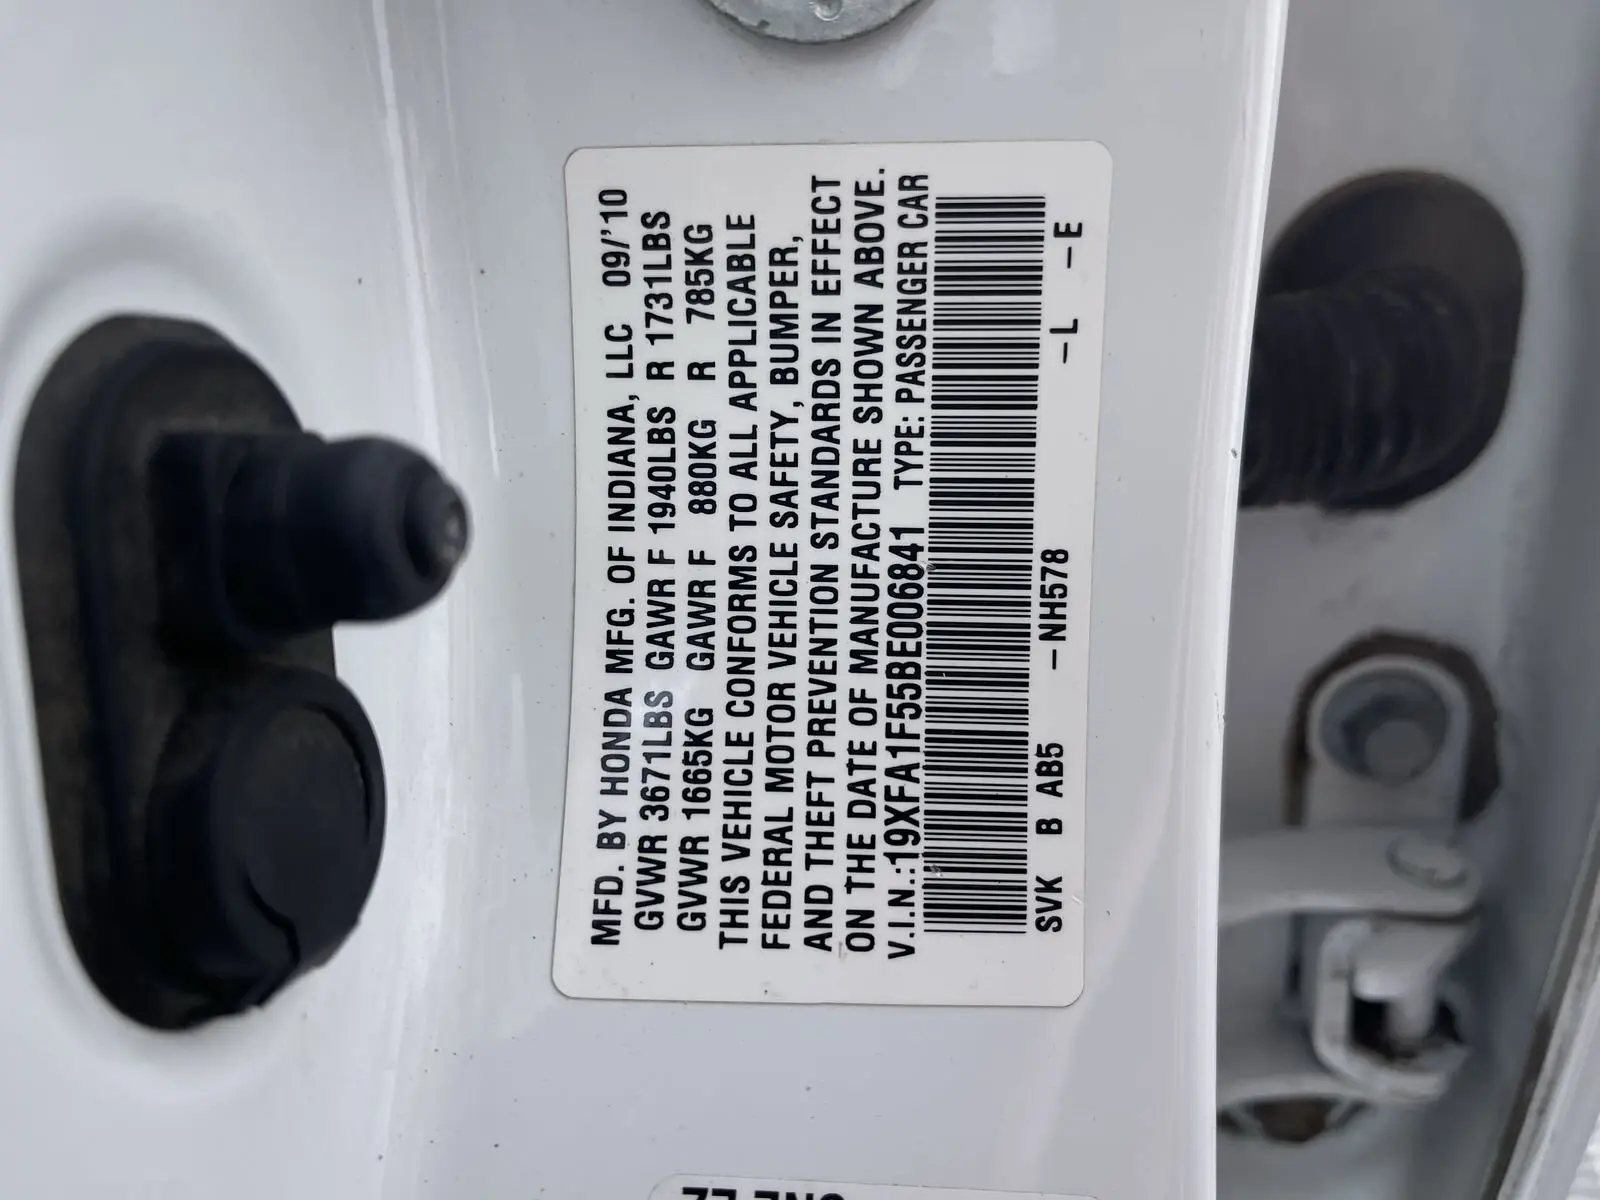 MFD. BY HONDA MFG. OF INDIANA, LLC 09/'10
GVWR 3671LBS GAWR F 1940LBS R 1731LBS
GVWR 1665KG GAWR F 880KG R 785KG
THIS VEHICLE CONFORMS TO ALL APPLICABLE
FEDERAL MOTOR VEHICLE SAFETY, BUMPER,
AND THEFT PREVENTION STANDARDS IN EFFECT
ON THE DATE OF MANUFACTURE SHOWN ABOVE.
V.I.N.:19XFA1F55BE006841 TYPE: PASSENGER CAR
SVK B AB5 -NH578 -L -E